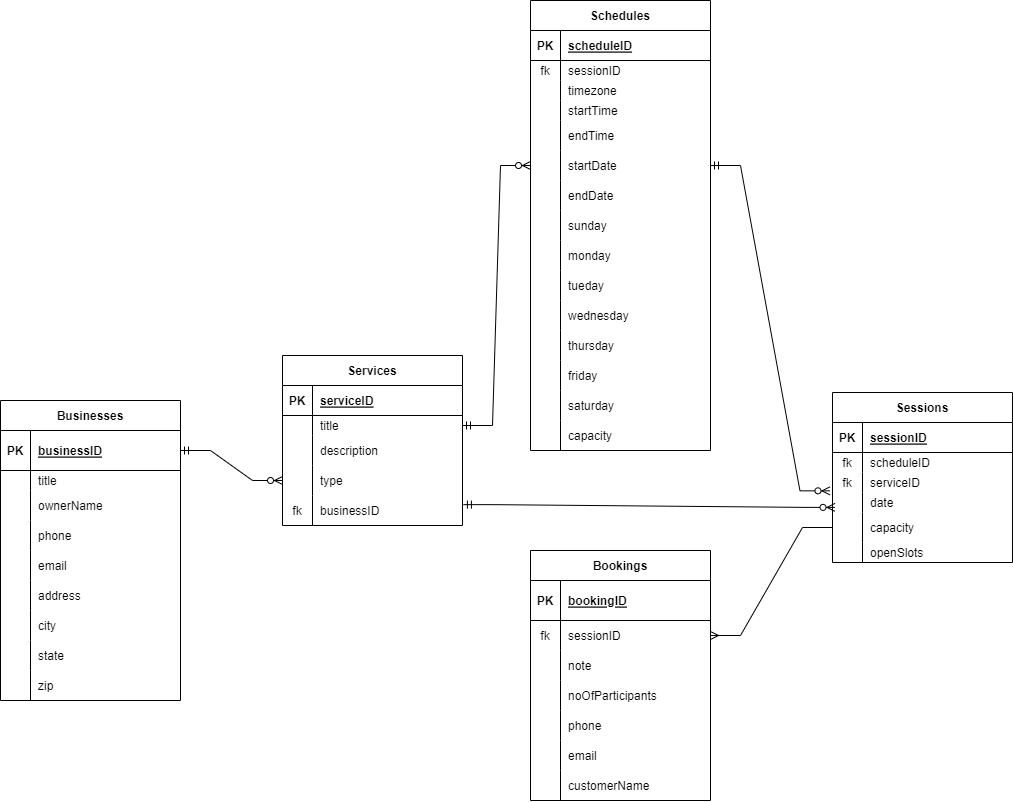 Schedules
PK scheduleID
fk sessionID
timezone
startTime
endTime
startDate
endDate
sunday
monday
tueday
wednesday
thursday
friday
saturday
capacity
Services
PK serviceID
title
description
type
fk businessID
Businesses
PK businessID
title
ownerName
phone
email
address
city
state
zip
Sessions
PK sessionID
fk scheduleID
fk serviceID
date
capacity
openSlots
Bookings
PK bookingID
fk sessionID
note
noOfParticipants
phone
email
customerName